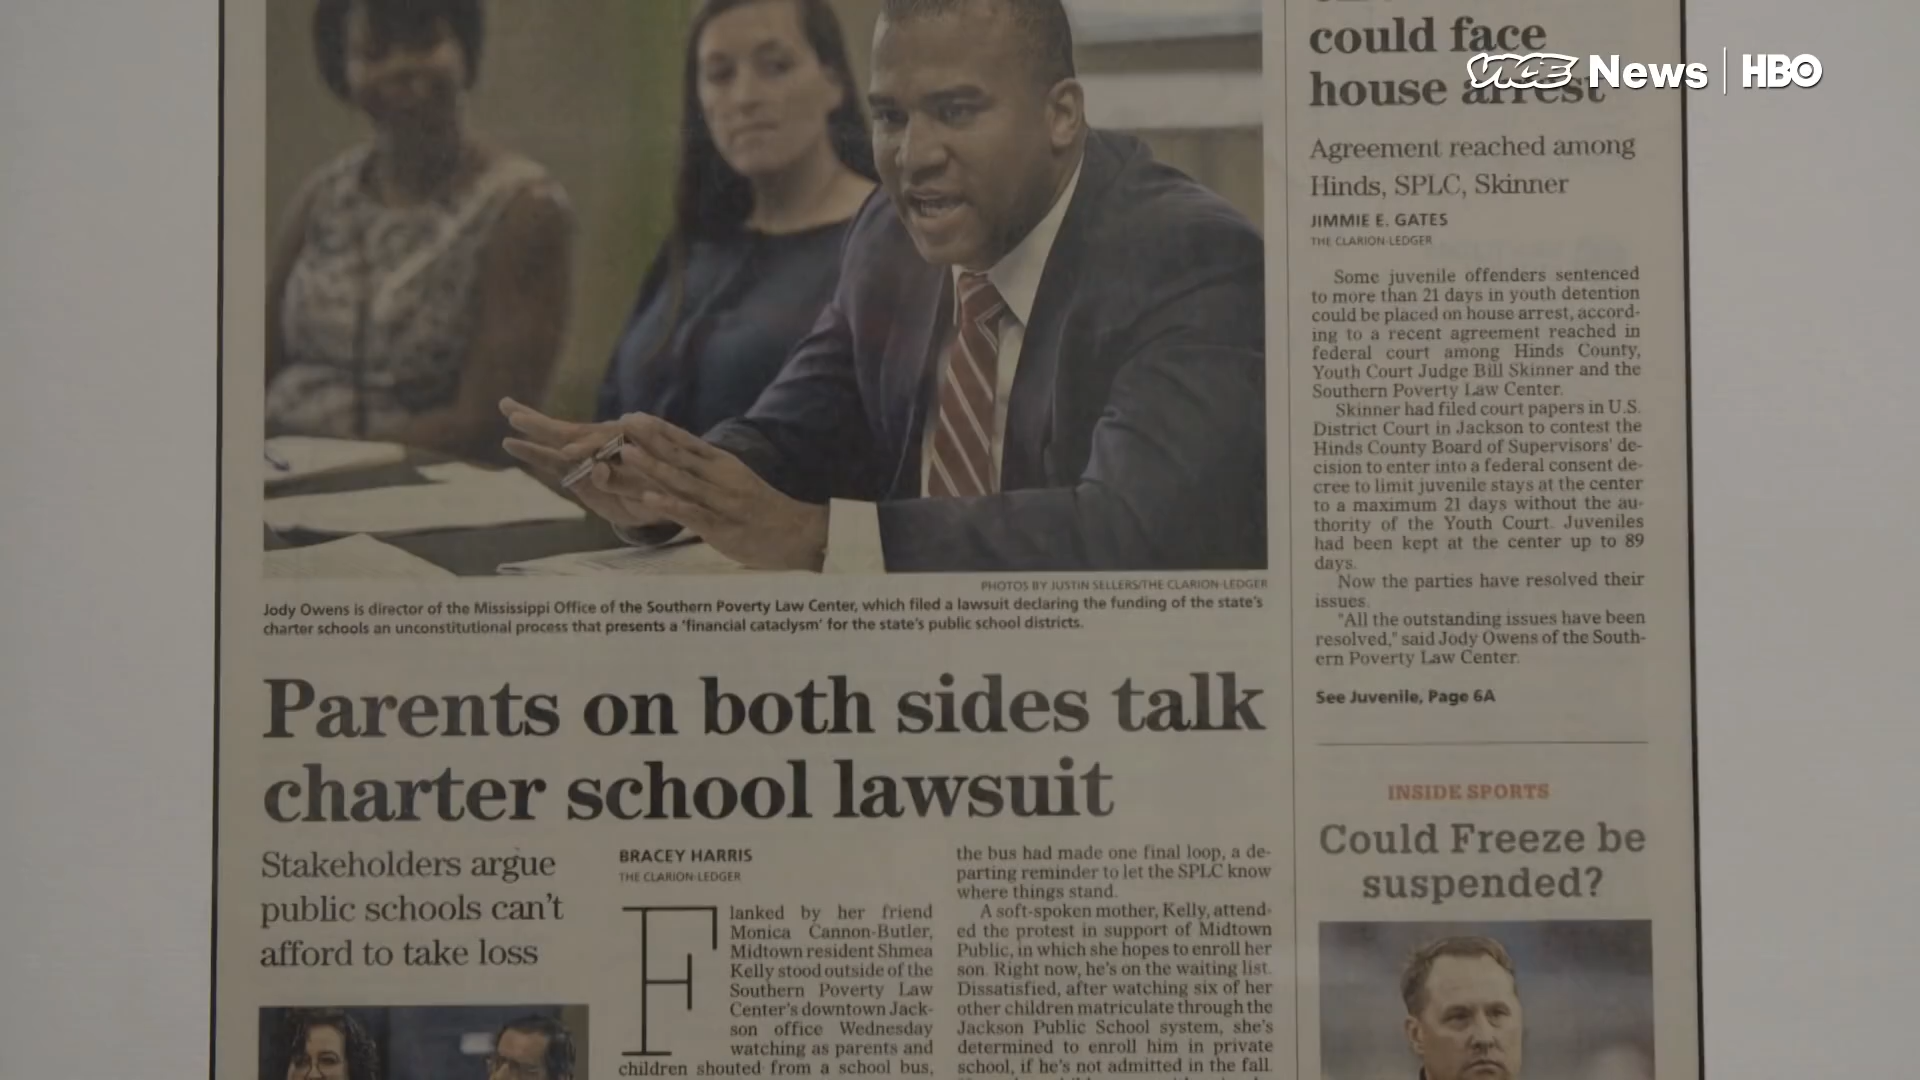 could face
house arrest
VICE News | HBO
Agreement reached among
Hinds, SPLC, Skinner
JIMMIE E. GATES
THE CLARION-LEDGER
Some juvenile offenders sentenced
to more than 21 days in youth detention
could be placed on house arrest, accord-
ing to a recent agreement reached in
federal court among Hinds County,
Youth Court Judge Bill Skinner and the
Southern Poverty Law Center.
Skinner had filed court papers in U.S.
District Court in Jackson to contest the
Hinds County Board of Supervisors' de-
cision to enter into a federal consent de-
cree to limit juvenile stays at the center
to a maximum 21 days without the au-
thority of the Youth Court. Juveniles
had been kept at the center up to 89
days.
Now the parties have resolved their
issues.
"All the outstanding issues have been
resolved," said Jody Owens of the South-
ern Poverty Law Center.
See Juvenile, Page 6A
PHOTOS BY JUSTIN SELLERS/THE CLARION-LEDGER
Jody Owens is director of the Mississippi Office of the Southern Poverty Law Center, which filed a lawsuit declaring the funding of the state's
charter schools an unconstitutional process that presents a 'financial cataclysm' for the state's public school districts.
Parents on both sides talk
charter school lawsuit
Stakeholders argue
public schools can't
afford to take loss
BRACEY HARRIS
THE CLARION-LEDGER
Flanked by her friend
Monica Cannon-Butler,
Midtown resident Shmea
Kelly stood outside of the
Southern Poverty Law
Center's downtown Jack-
son office Wednesday
watching as parents and
children shouted from a school bus,
the bus had made one final loop, a de-
parting reminder to let the SPLC know
where things stand.
A soft-spoken mother, Kelly, attend-
ed the protest in support of Midtown
Public, in which she hopes to enroll her
son. Right now, he's on the waiting list.
Dissatisfied, after watching six of her
other children matriculate through the
Jackson Public School system, she's
determined to enroll him in private
school, if he's not admitted in the fall.
INSIDE SPORTS
Could Freeze be
suspended?